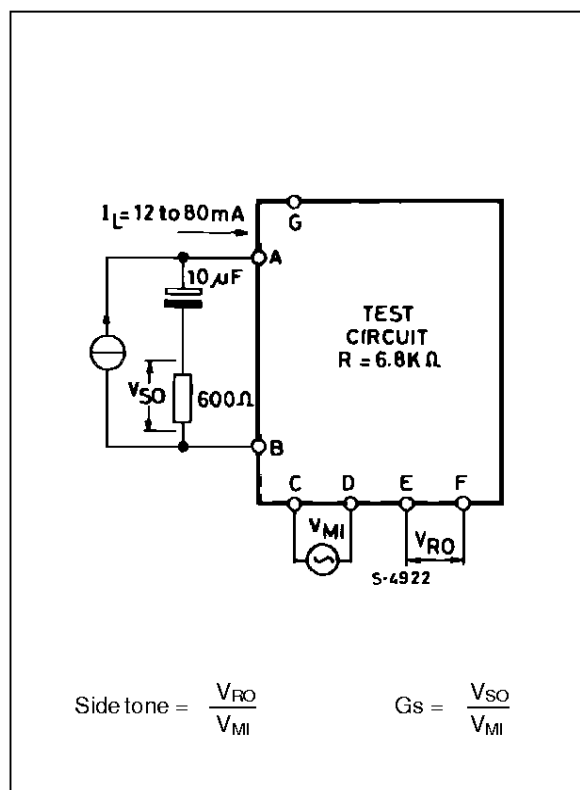 I_L = 12 to 80mA
G
A
10 µF
TEST
CIRCUIT
R = 6.8K Ω
V_SO
600Ω
B
C D E F
V_MI
V_RO
S-4922
Side tone = V_RO / V_MI
Gs = V_SO / V_MI